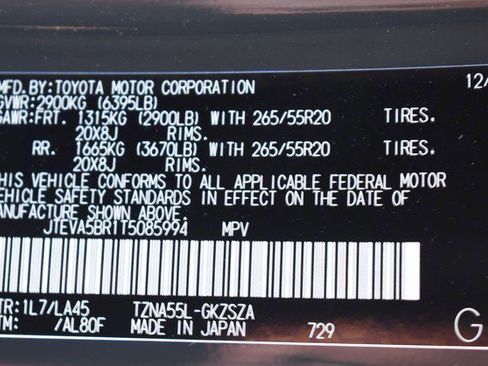 MFD.BY:TOYOTA MOTOR CORPORATION 12/
GVWR:2900KG (6395LB)
GAWR:FRT. 1315KG (2900LB) WITH 265/55R20 TIRES.
20X8J RIMS.
RR. 1665KG (3670LB) WITH 265/55R20 TIRES.
20X8J RIMS.
THIS VEHICLE CONFORMS TO ALL APPLICABLE FEDERAL MOTOR
VEHICLE SAFETY STANDARDS IN EFFECT ON THE DATE OF
MANUFACTURE SHOWN ABOVE.
JTEVA5BR1T5085994 MPV
TR:1L7/LA45 TZNA55L-GKZSZA
TM: /AL80F MADE IN JAPAN 729 G